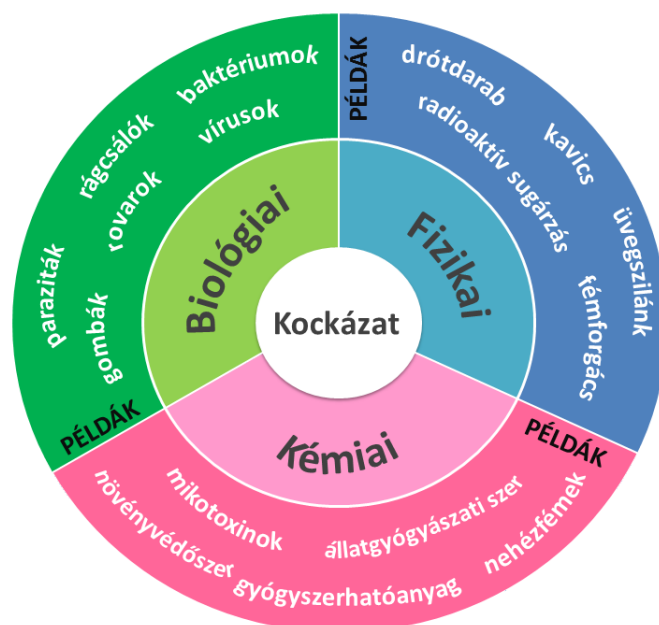 Kockázat
Biológiai
PÉLDÁK
baktériumok
vírusok
rágcsálók
rovarok
paraziták
gombák
Fizikai
PÉLDÁK
drótdarab
radioaktív sugárzás
kavics
üvegszilánk
fémforgács
Kémiai
PÉLDÁK
növényvédőszer
mikotoxinok
gyógyszerhatóanyag
állatgyógyászati szer
nehézfémek